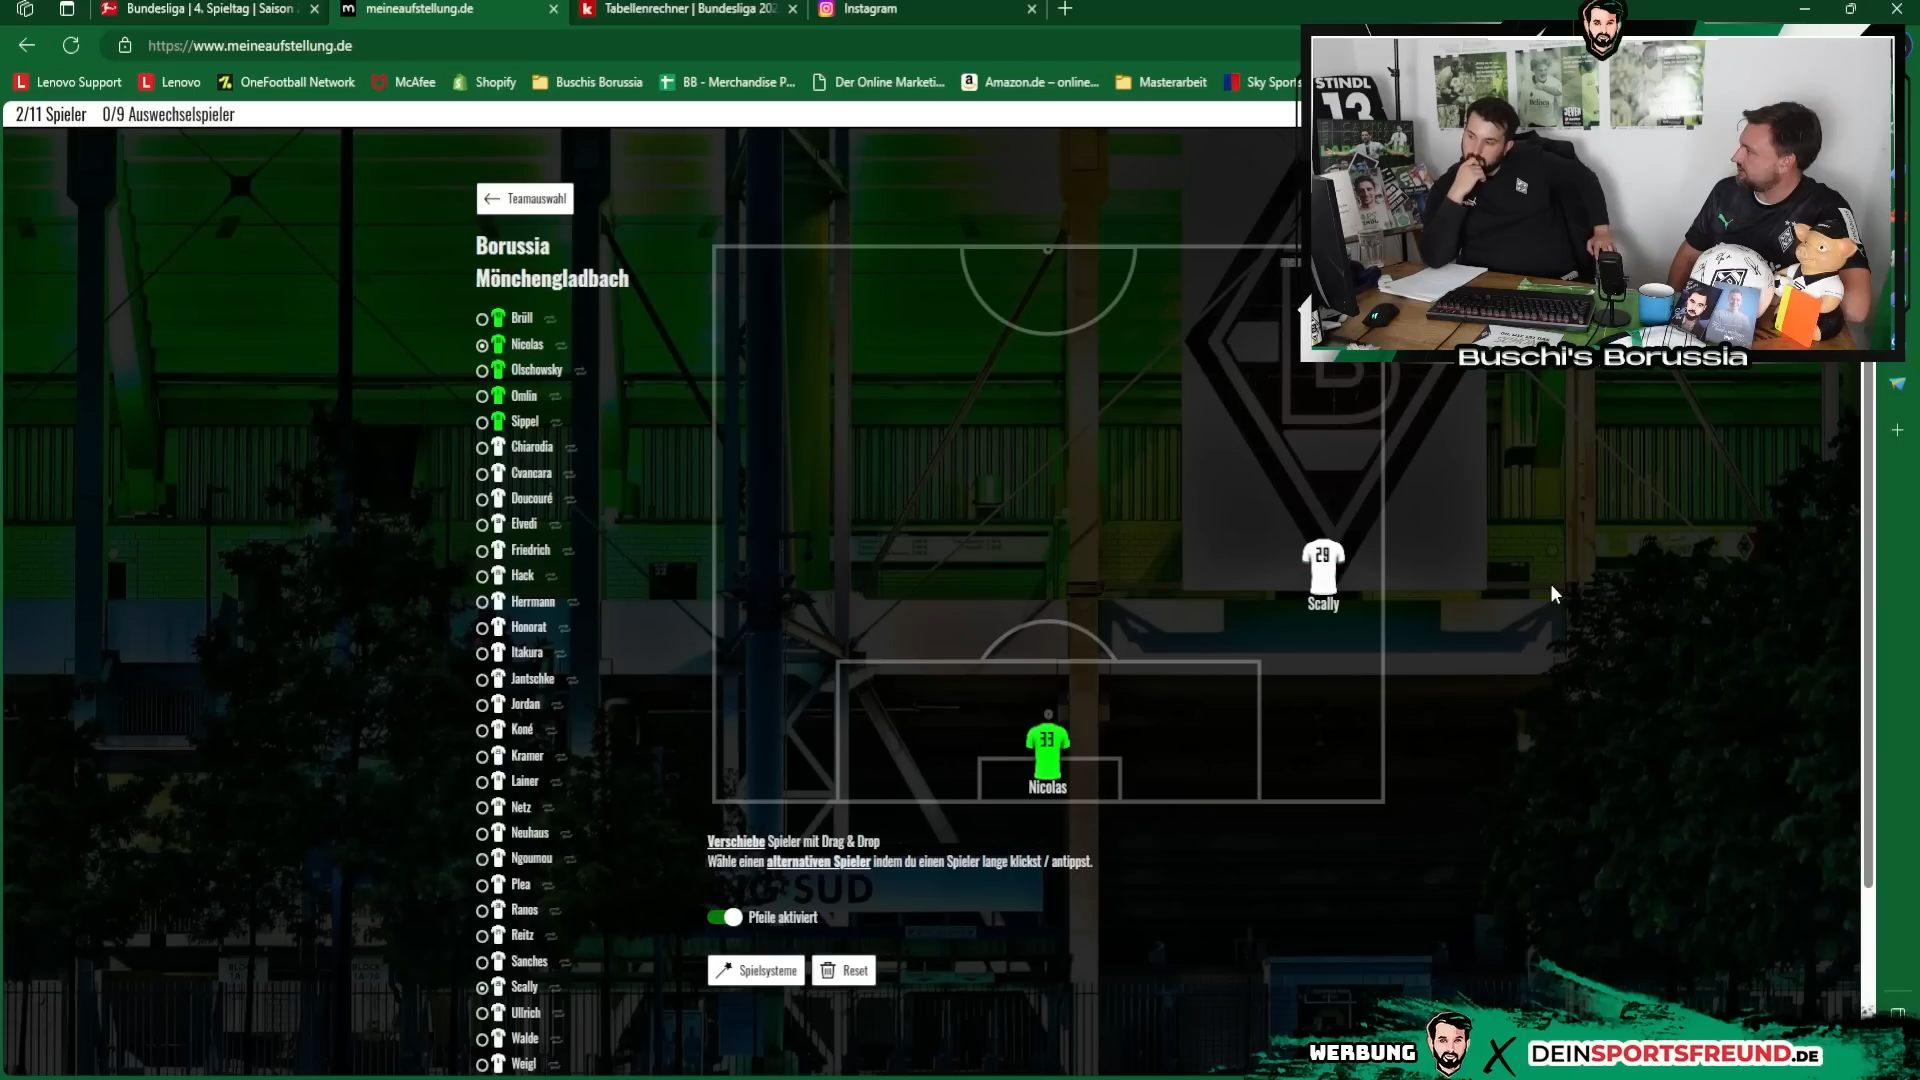 Bundesliga | 4. Spieltag | Saison
meineaufstellung.de
Tabellenrechner | Bundesliga 202
Instagram
https://www.meineaufstellung.de
Lenovo Support
Lenovo
OneFootball Network
McAfee
Shopify
Buschis Borussia
BB - Merchandise P...
Der Online Marketi...
Amazon.de – online...
Masterarbeit
Sky Sports
2/11 Spieler
0/9 Auswechselspieler
STINDL
13
Teamauswahl
Borussia
Mönchengladbach
Brüll
Nicolas
Olschowsky
Omlin
Sippel
Chiarodia
Cvancara
Doucouré
Elvedi
Friedrich
Hack
Herrmann
Honorat
Itakura
Jantschke
Jordan
Koné
Kramer
Lainer
Netz
Neuhaus
Ngoumou
Plea
Ranos
Reitz
Sanches
Scally
Ullrich
Walde
Weigl
Buschi's Borussia
29
Scally
33
Nicolas
Verschiebe Spieler mit Drag & Drop
Wähle einen alternativen Spieler indem du einen Spieler lange klickst / antippst.
SUD
Pfeile aktiviert
Spielsysteme
Reset
WERBUNG
X
DEINSPORTSFREUND.DE